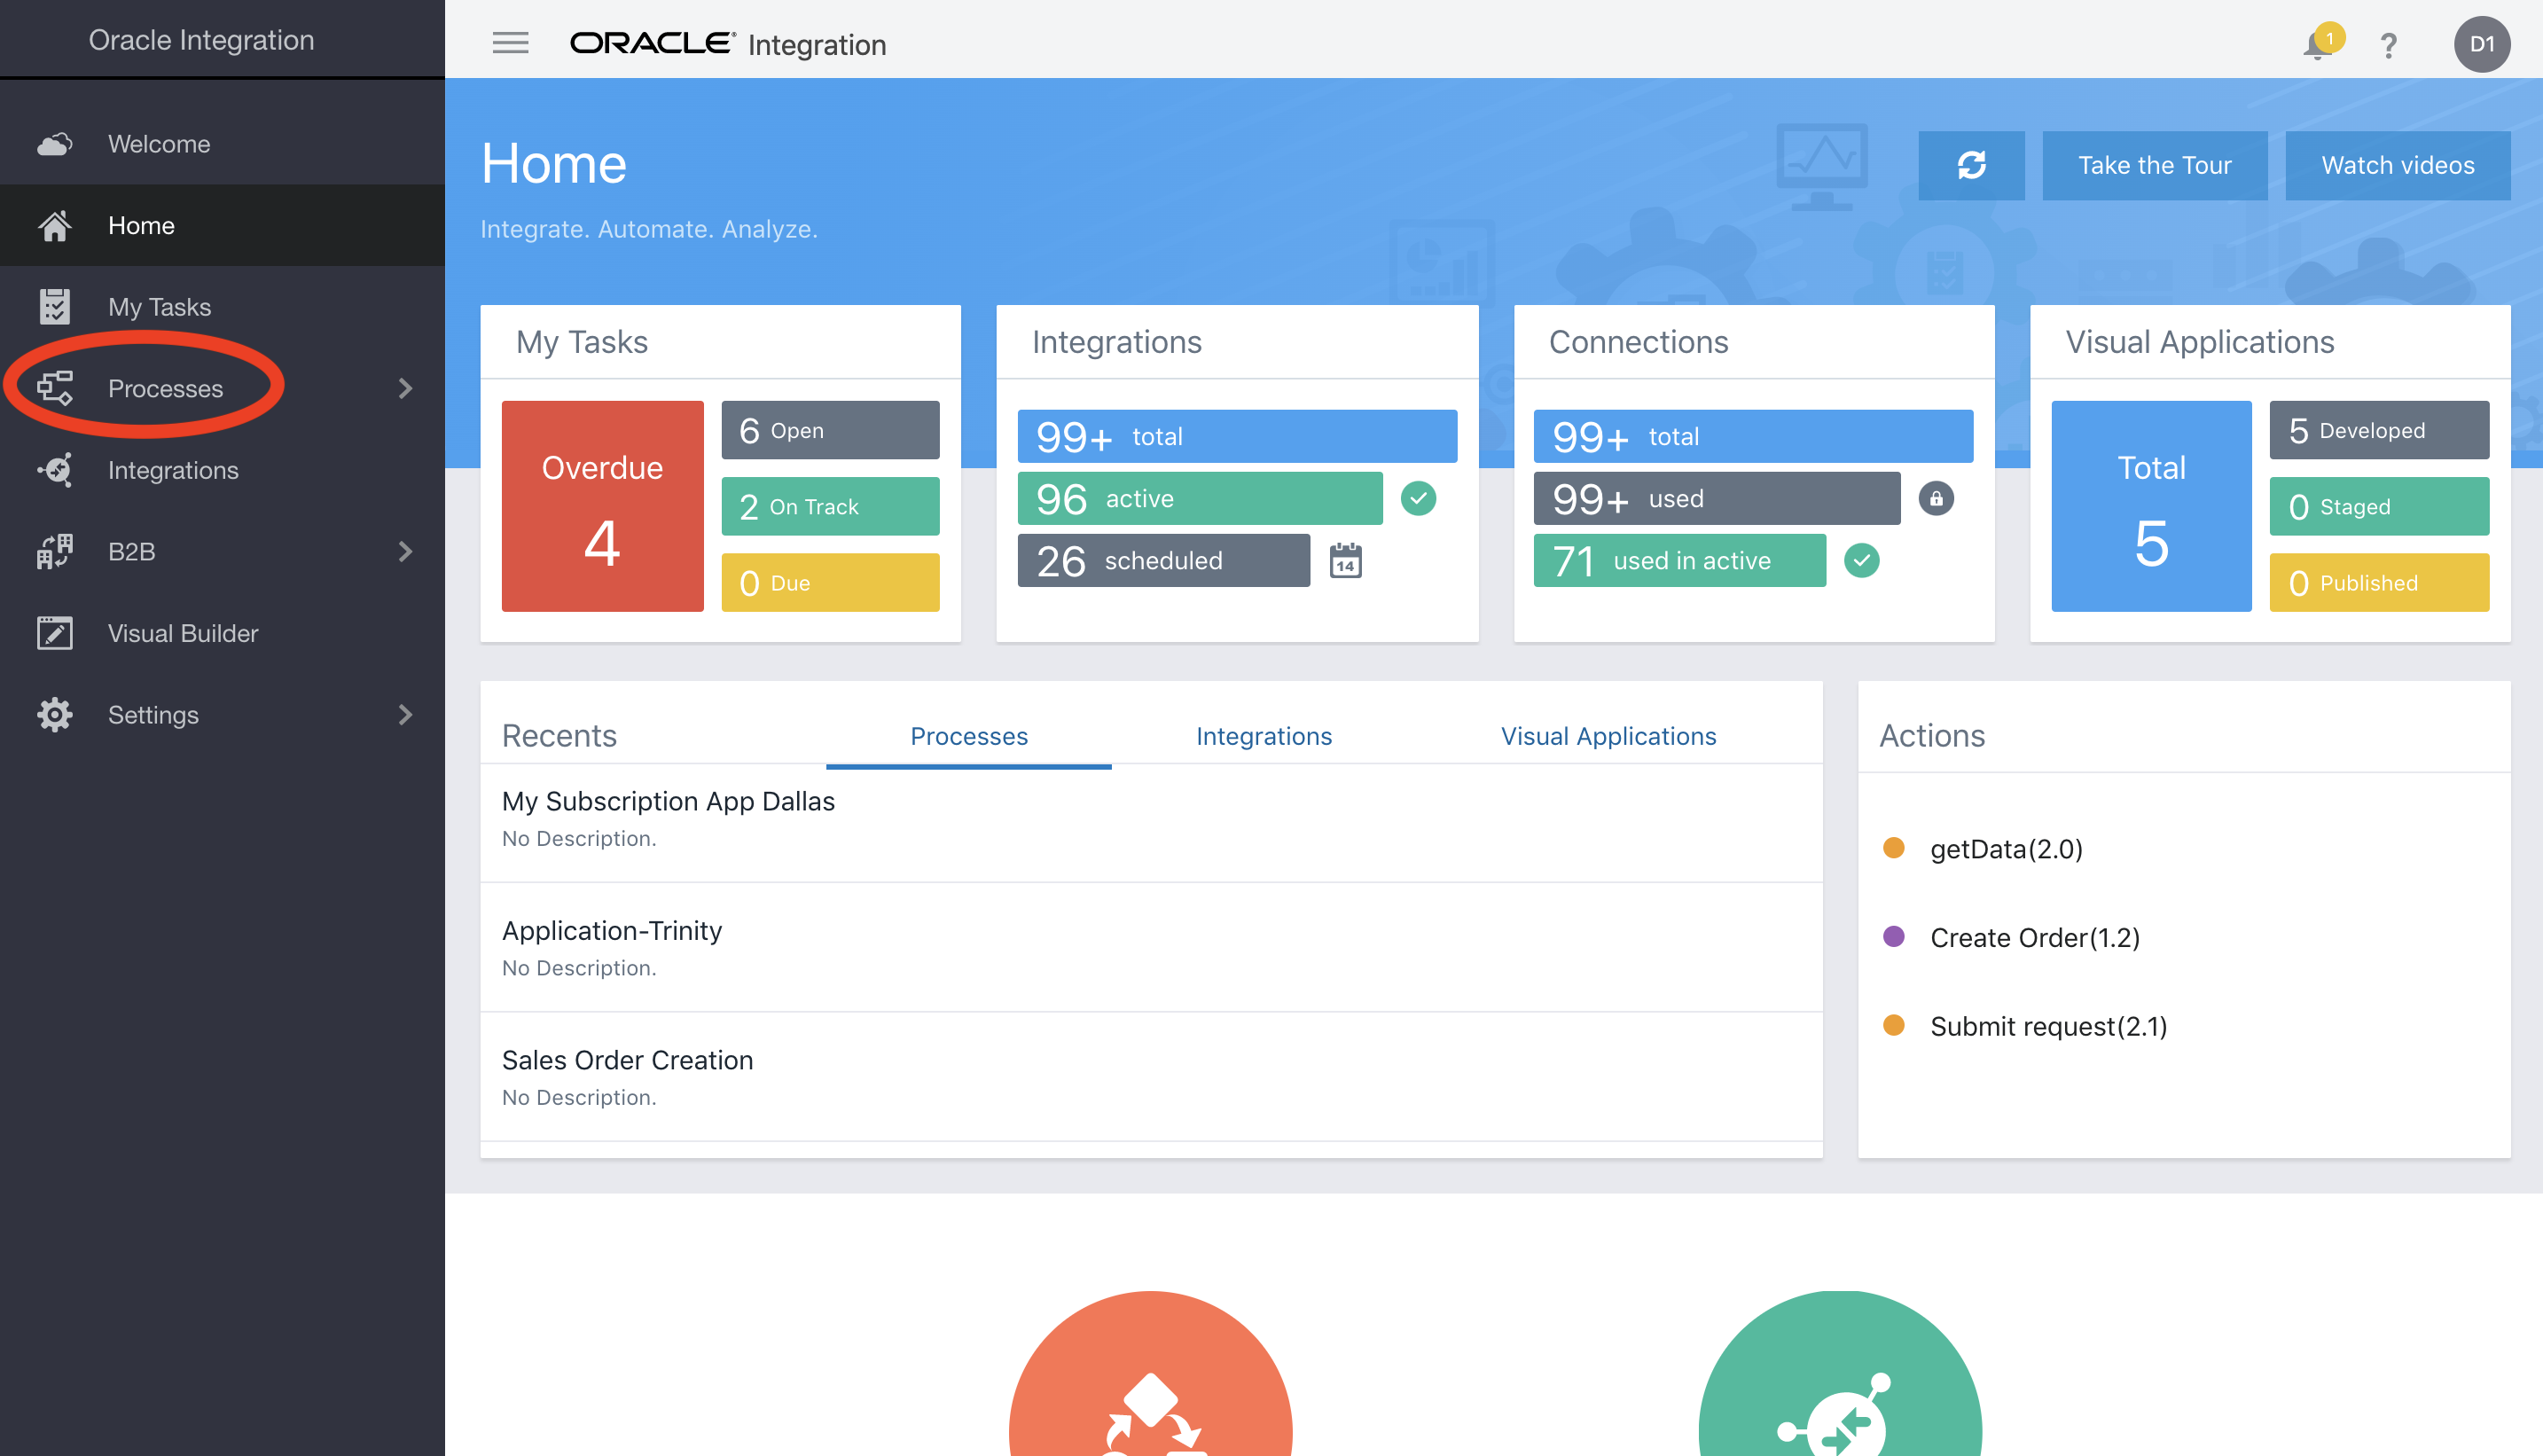 Oracle Integration
Welcome
Home
My Tasks
Processes
Integrations
B2B
Visual Builder
Settings
ORACLE® Integration
1
?
D1
Home
Integrate. Automate. Analyze.
Take the Tour
Watch videos
My Tasks
Overdue
4
6 Open
2 On Track
0 Due
Integrations
99+ total
96 active
26 scheduled
14
Connections
99+ total
99+ used
71 used in active
Visual Applications
Total
5
5 Developed
0 Staged
0 Published
Recents
Processes
Integrations
Visual Applications
My Subscription App Dallas
No Description.
Application-Trinity
No Description.
Sales Order Creation
No Description.
Actions
getData(2.0)
Create Order(1.2)
Submit request(2.1)